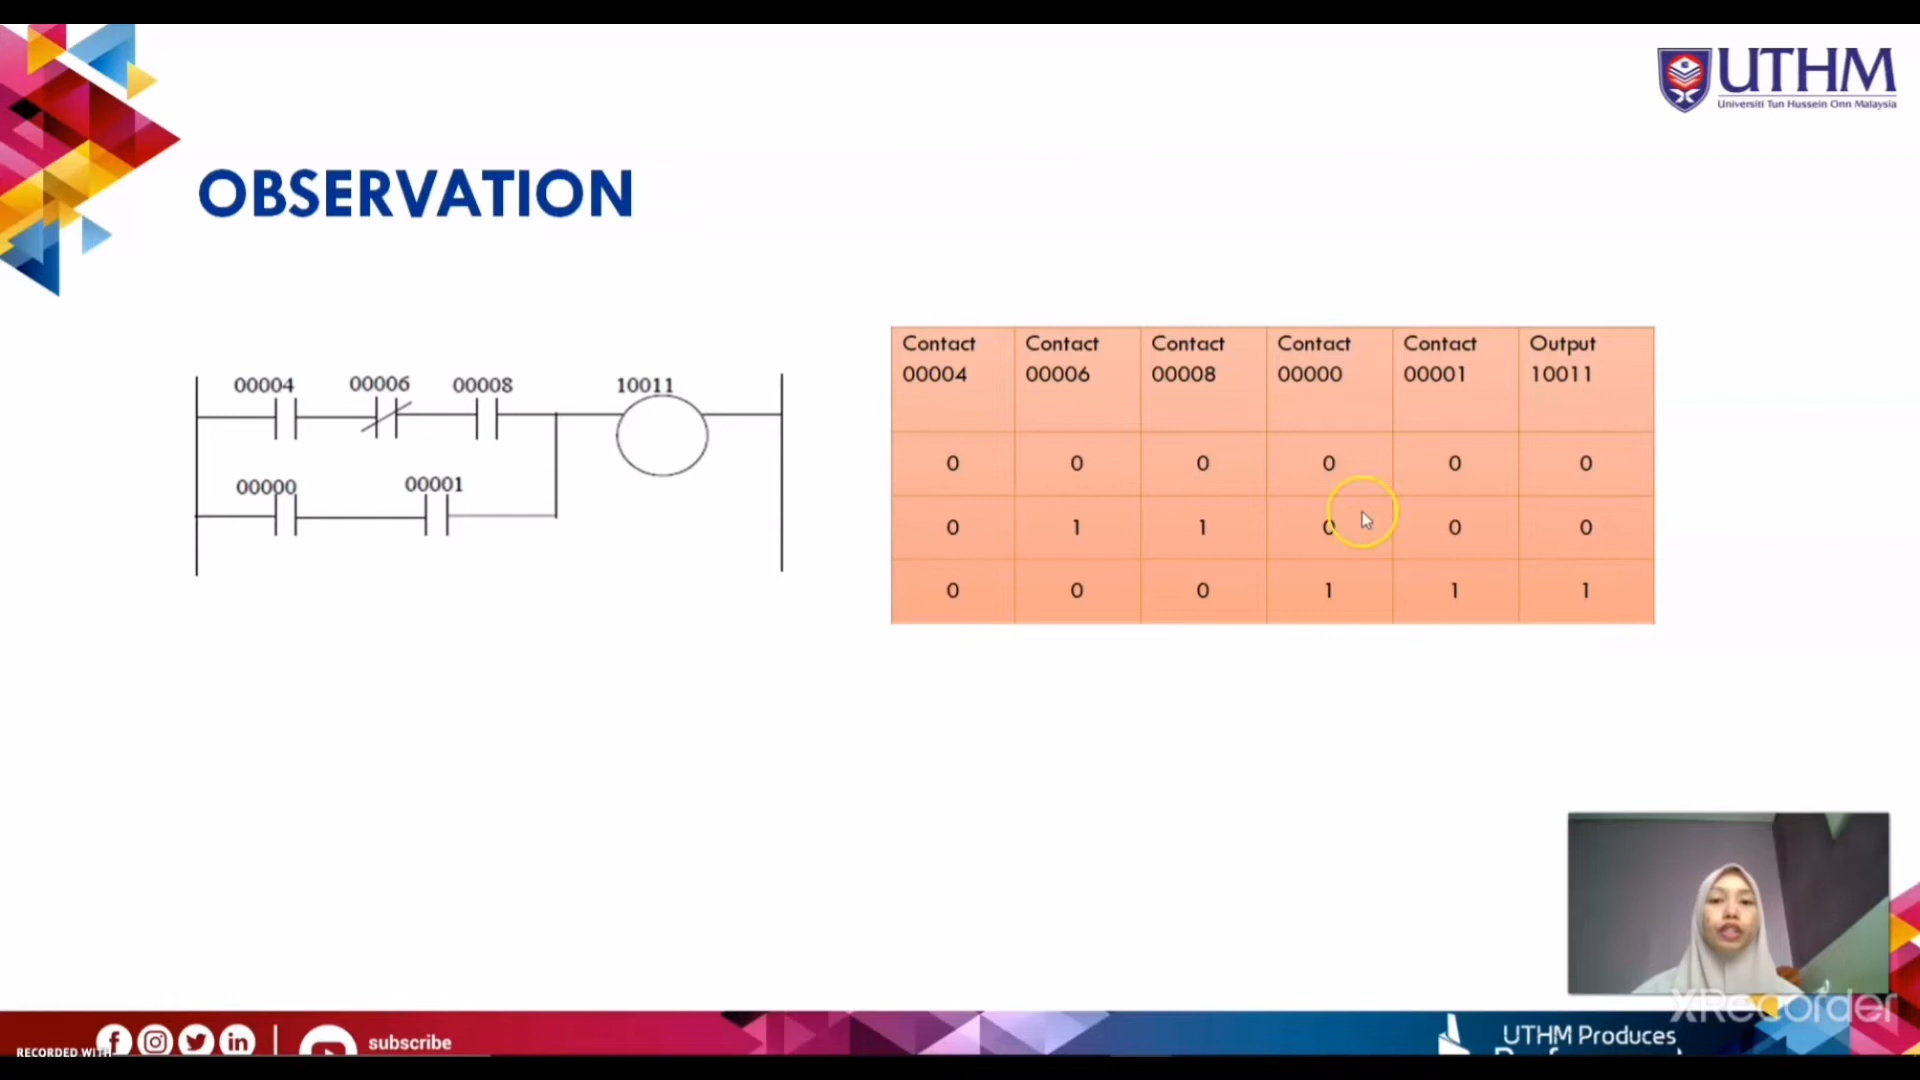 UTHM
Universiti Tun Hussein Onn Malaysia
OBSERVATION
00004 00006 00008 10011
00000 00001
Contact 00004 Contact 00006 Contact 00008 Contact 00000 Contact 00001 Output 10011
0 0 0 0 0 0
0 1 1 0 0 0
0 0 0 1 1 1
XRecorder
RECORDED WITH
subscribe
UTHM Produces